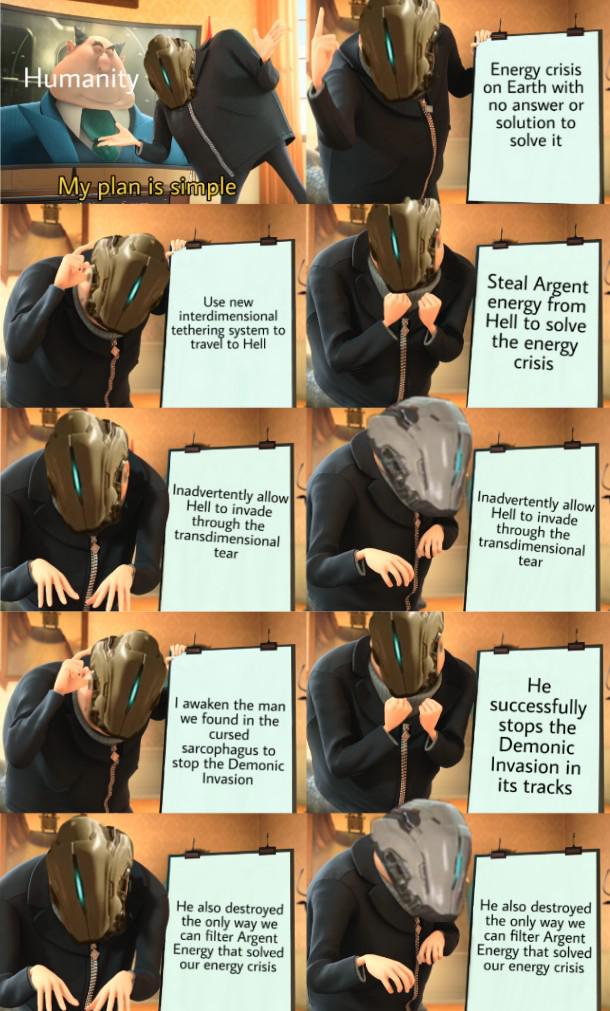 Humanity
My plan is simple
Energy crisis
on Earth with
no answer or
solution to
solve it
Use new
interdimensional
tethering system to
travel to Hell
Steal Argent
energy from
Hell to solve
the energy
crisis
Inadvertently allow
Hell to invade
through the
transdimensional
tear
Inadvertently allow
Hell to invade
through the
transdimensional
tear
I awaken the man
we found in the
cursed
sarcophagus to
stop the Demonic
Invasion
He
successfully
stops the
Demonic
Invasion in
its tracks
He also destroyed
the only way we
can filter Argent
Energy that solved
our energy crisis
He also destroyed
the only way we
can filter Argent
Energy that solved
our energy crisis